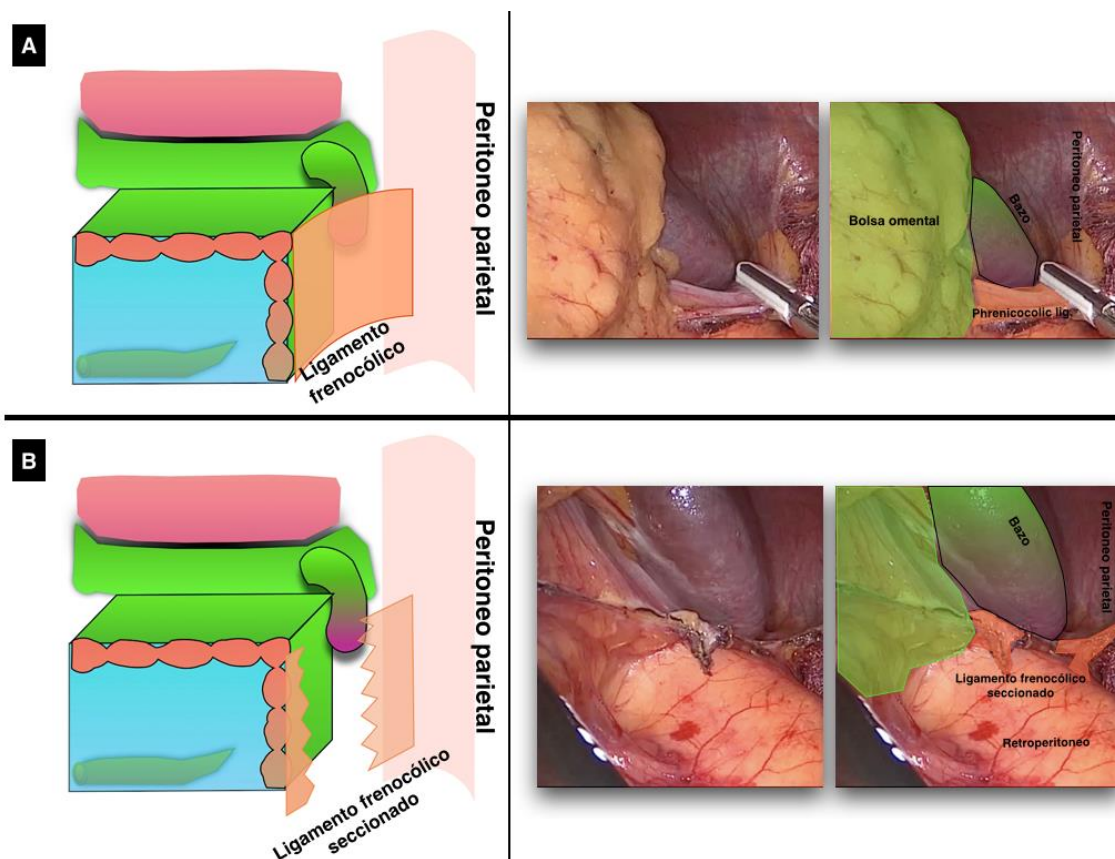 A
Peritoneo parietal
Ligamento
frenocólico
Bolsa omental
Bazo
Peritoneo parietal
Phrenicocolic lig.
B
Peritoneo parietal
Ligamento frenocólico
seccionado
Bazo
Peritoneo parietal
Ligamento frenocólico
seccionado
Retroperitoneo